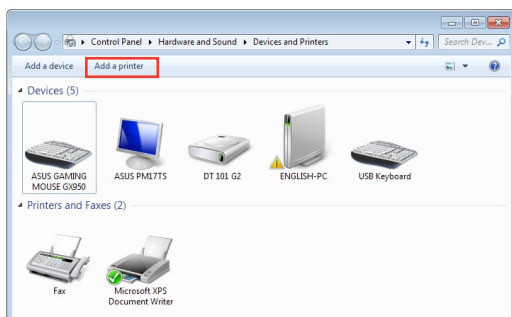 Control Panel ▸ Hardware and Sound ▸ Devices and Printers
Search Dev...
Add a device
Add a printer
Devices (5)
ASUS GAMING
MOUSE GX950
ASUS PM17TS
DT 101 G2
ENGLISH-PC
USB Keyboard
Printers and Faxes (2)
Fax
Microsoft XPS
Document Writer